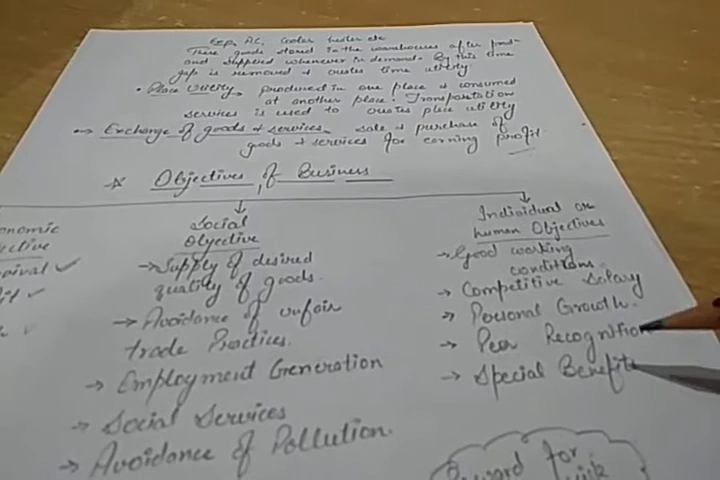 Exp. AC, Cooler heater etc
These goods stored in the warehouses after prod-
and supplied whenever in demand. By this time
gap is removed & creates time utility.
• Place Utility → produced in one place is consumed
at another place. Transportation
services is used to creates place utility
→ Exchange of goods & services → sale & purchase of
goods & services for earning profit.
☆ Objectives of Business
Social
Objective
→ Supply of desired
quality of goods.
→ Avoidance of unfair
trade Practices.
→ Employment Generation
→ Social Services
→ Avoidance of Pollution.
Individual or
human Objectives
→ Good working
conditions.
→ Competitive Salary
→ Personal Growth.
→ Peer Recognition
→ Special Benefits
Reward for